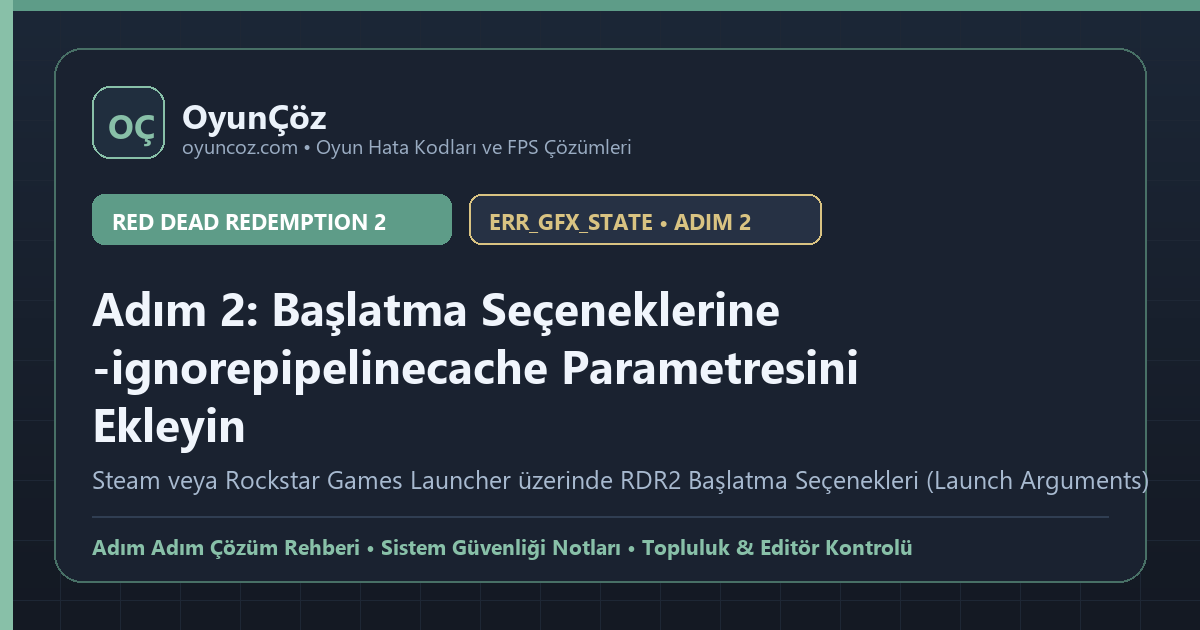 OÇ
OyunÇöz
oyuncoz.com • Oyun Hata Kodları ve FPS Çözümleri
RED DEAD REDEMPTION 2
ERR_GFX_STATE • ADIM 2
Adım 2: Başlatma Seçeneklerine
-ignorepipelinecache Parametresini
Ekleyin
Steam veya Rockstar Games Launcher üzerinde RDR2 Başlatma Seçenekleri (Launch Arguments)
Adım Adım Çözüm Rehberi • Sistem Güvenliği Notları • Topluluk & Editör Kontrolü